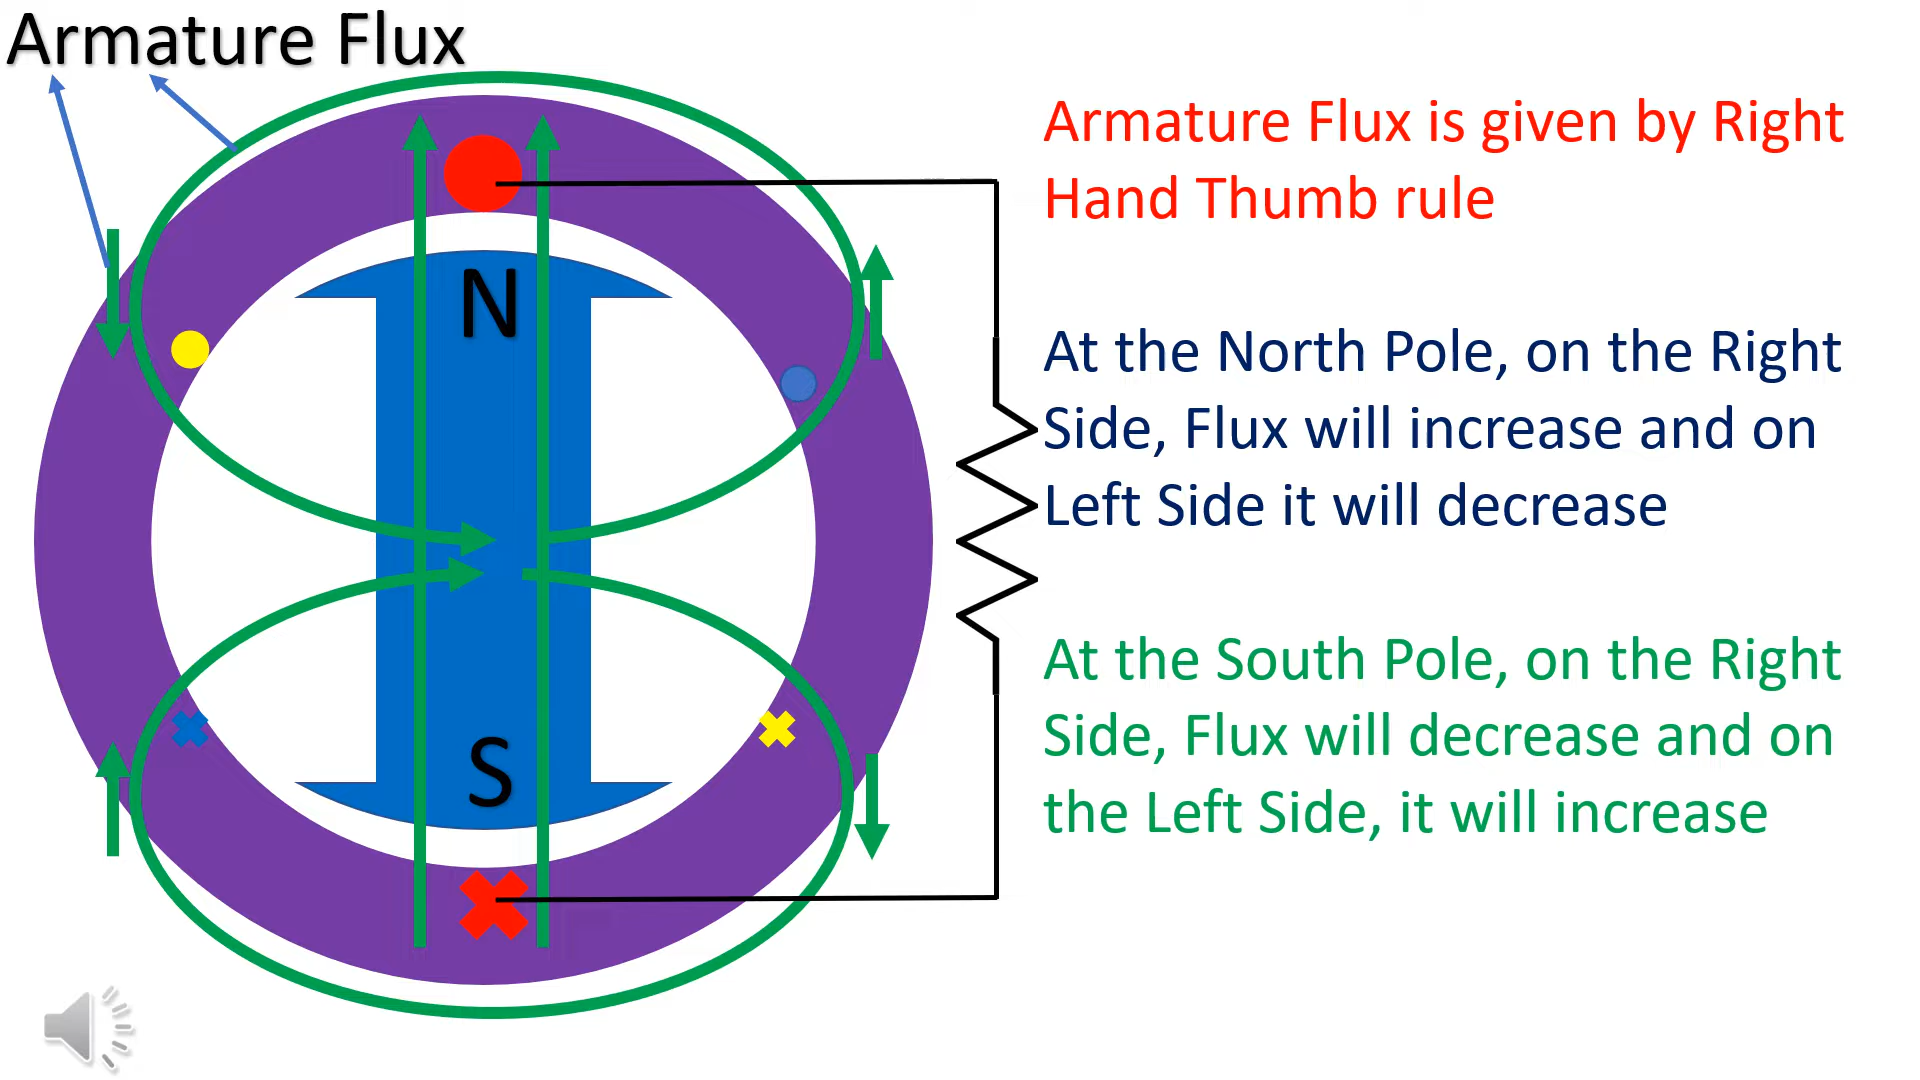 Armature Flux
Armature Flux is given by Right
Hand Thumb rule
At the North Pole, on the Right
Side, Flux will increase and on
Left Side it will decrease
At the South Pole, on the Right
Side, Flux will decrease and on
the Left Side, it will increase
N
S